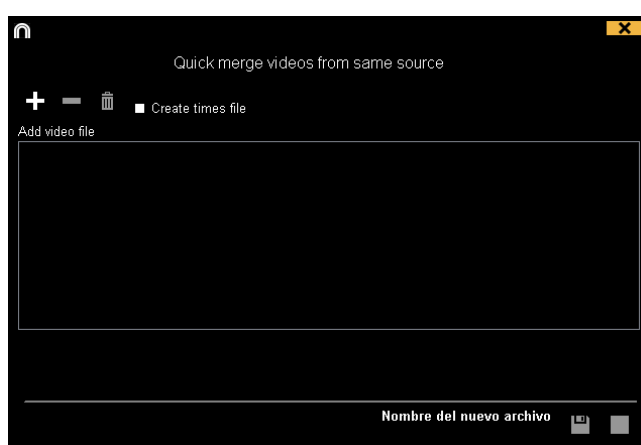 Quick merge videos from same source
Create times file
Add video file
Nombre del nuevo archivo